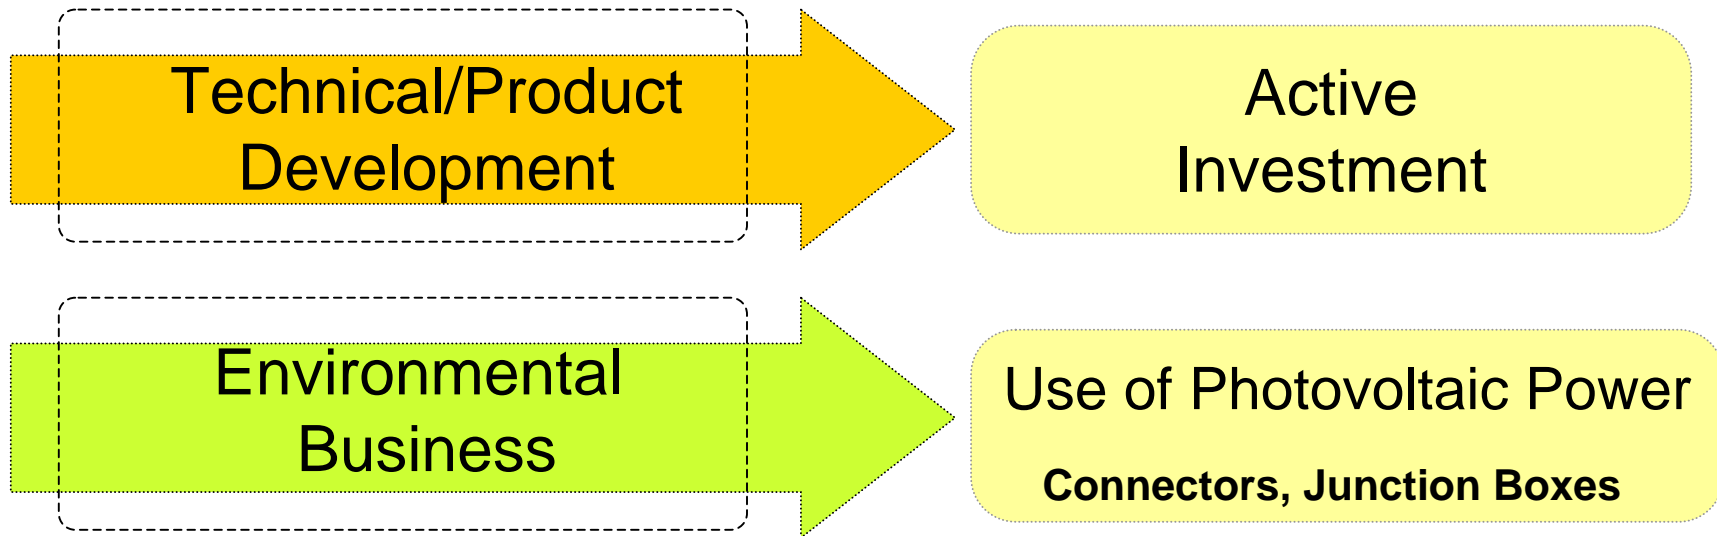 Technical/Product
Development
Active
Investment
Environmental
Business
Use of Photovoltaic Power
Connectors, Junction Boxes